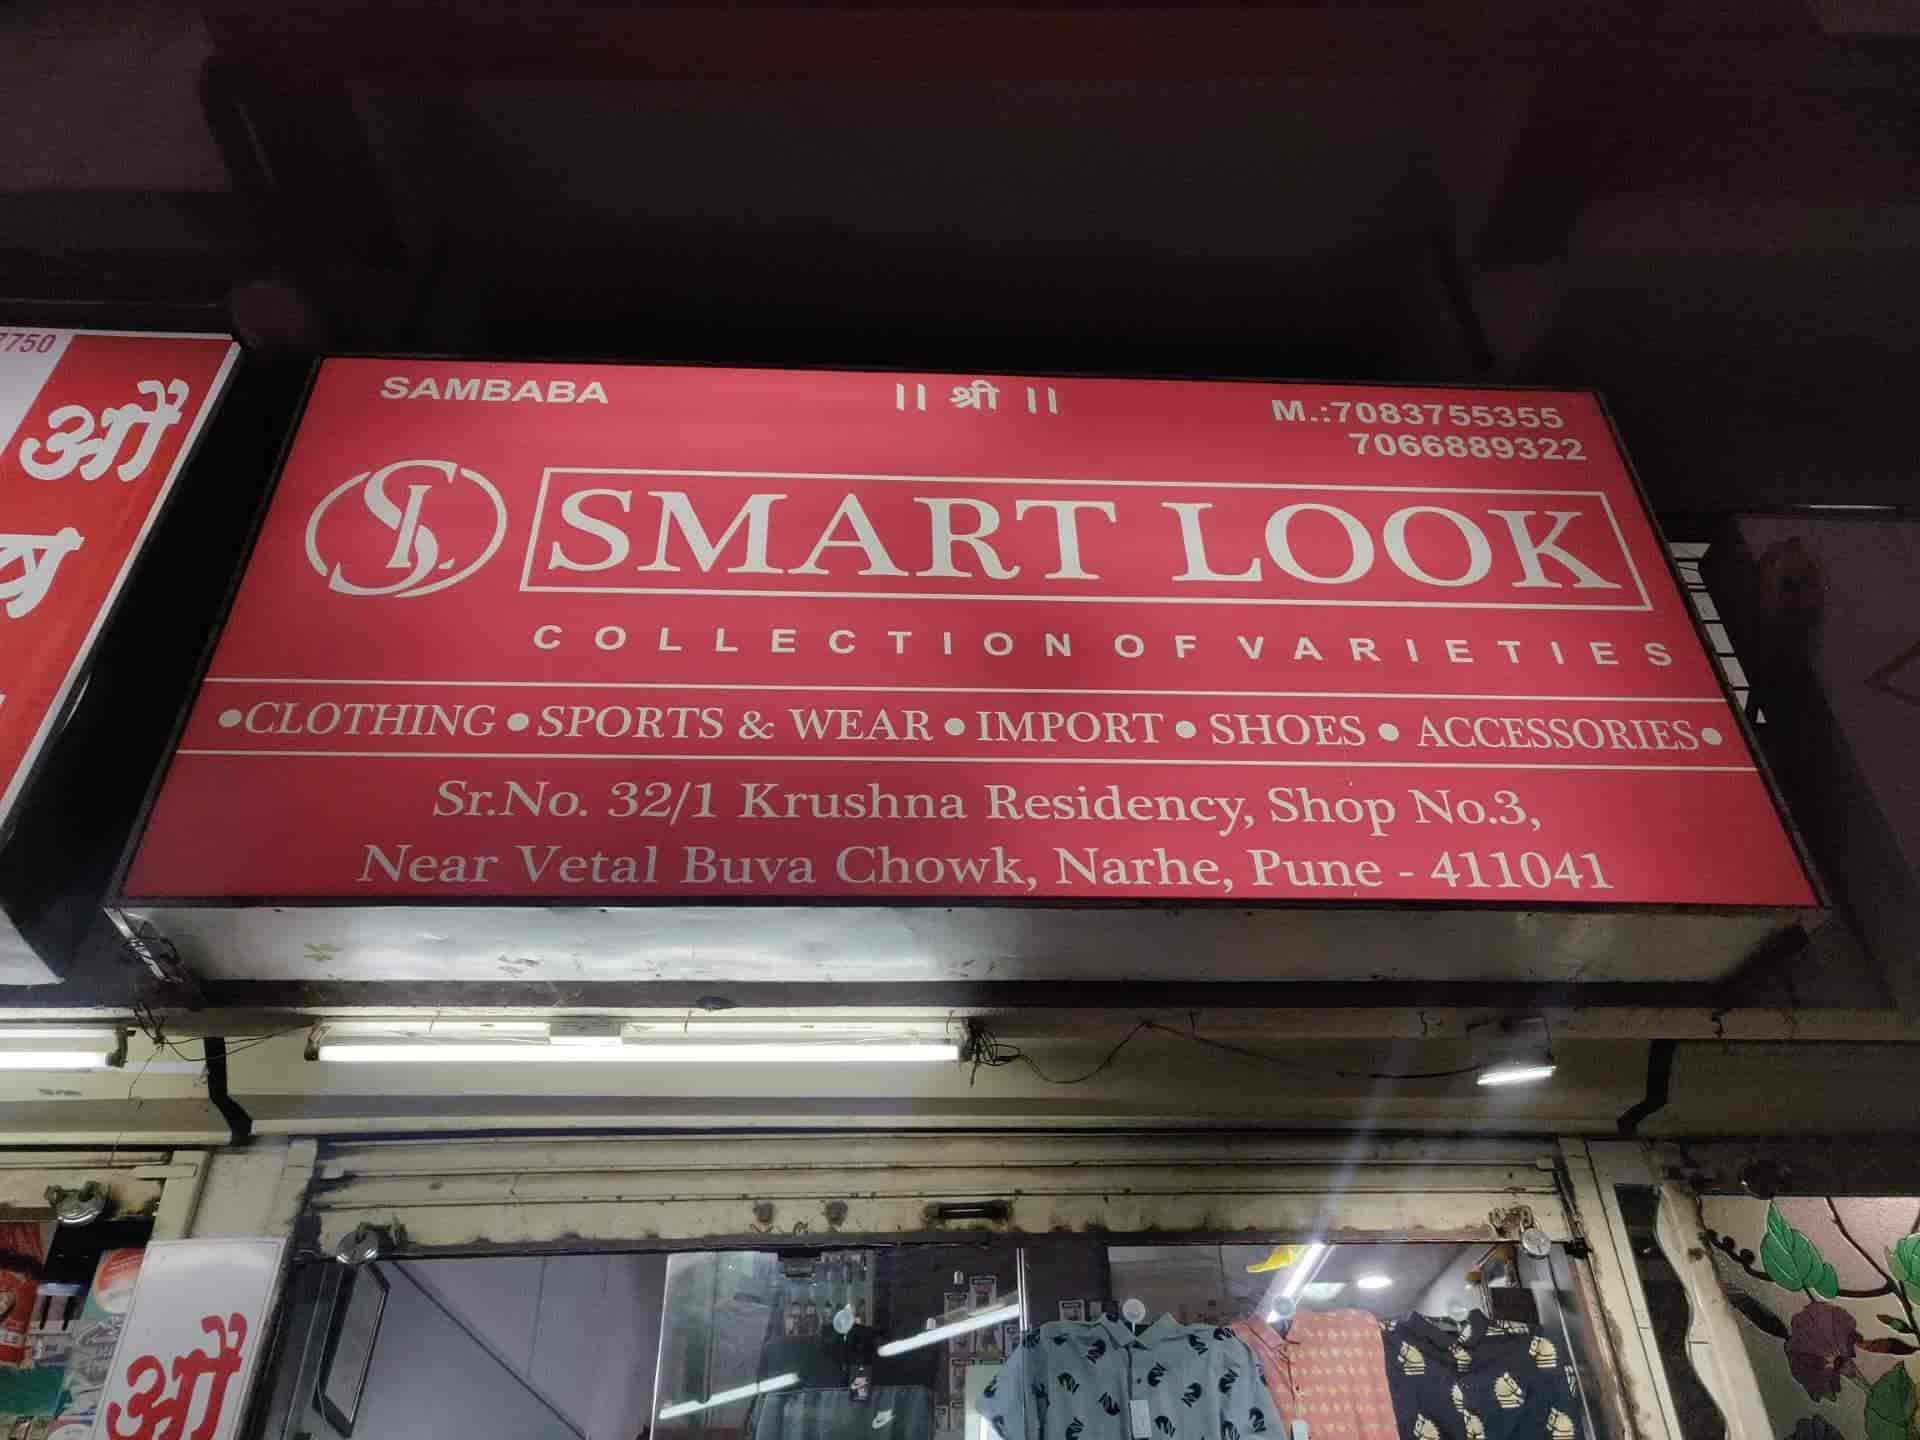 7750
औ
ष
SAMBABA
|| श्री ||
M.:7083755355
7066889322
SL
SMART LOOK
COLLECTION OF VARIETIES
•CLOTHING •SPORTS & WEAR •IMPORT • SHOES • ACCESSORIES•
Sr.No. 32/1 Krushna Residency, Shop No.3,
Near Vetal Buva Chowk, Narhe, Pune - 411041
औ